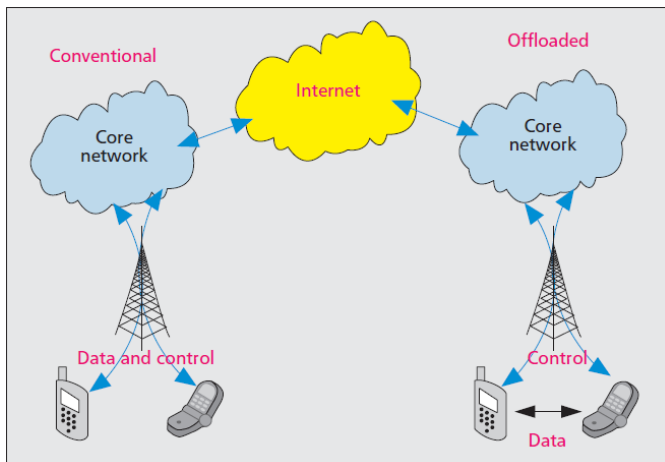 Conventional
Offloaded
Internet
Core
network
Core
network
Data and control
Control
Data